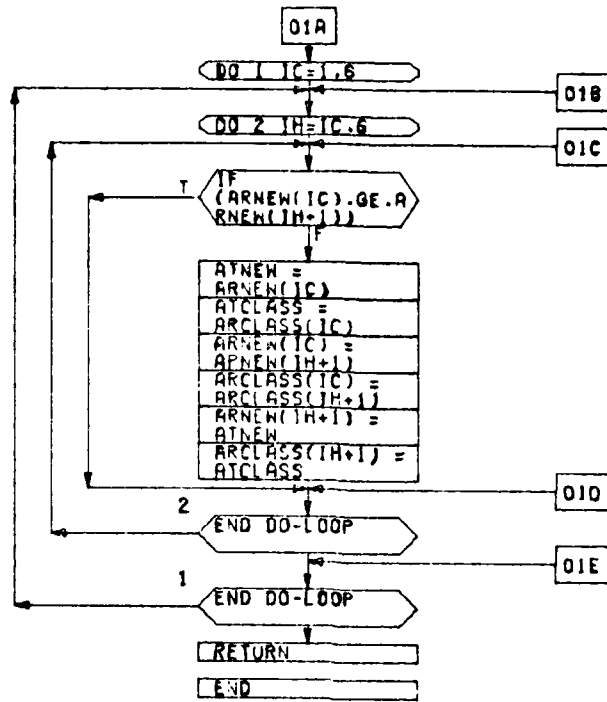 01A
DO 1 IC=1,6
01B
DO 2 IH=IC,6
01C
T
IF
(ARNEW(IC).GE.A
RNEW(IH+1))
F
ATNEW =
ARNEW(IC)
ATCLASS =
ARCLASS(IC)
ARNEW(IC) =
ARNEW(IH+1)
ARCLASS(IC) =
ARCLASS(IH+1)
ARNEW(IH+1) =
ATNEW
ARCLASS(IH+1) =
ATCLASS
01D
2
END DO-LOOP
01E
1
END DO-LOOP
RETURN
END